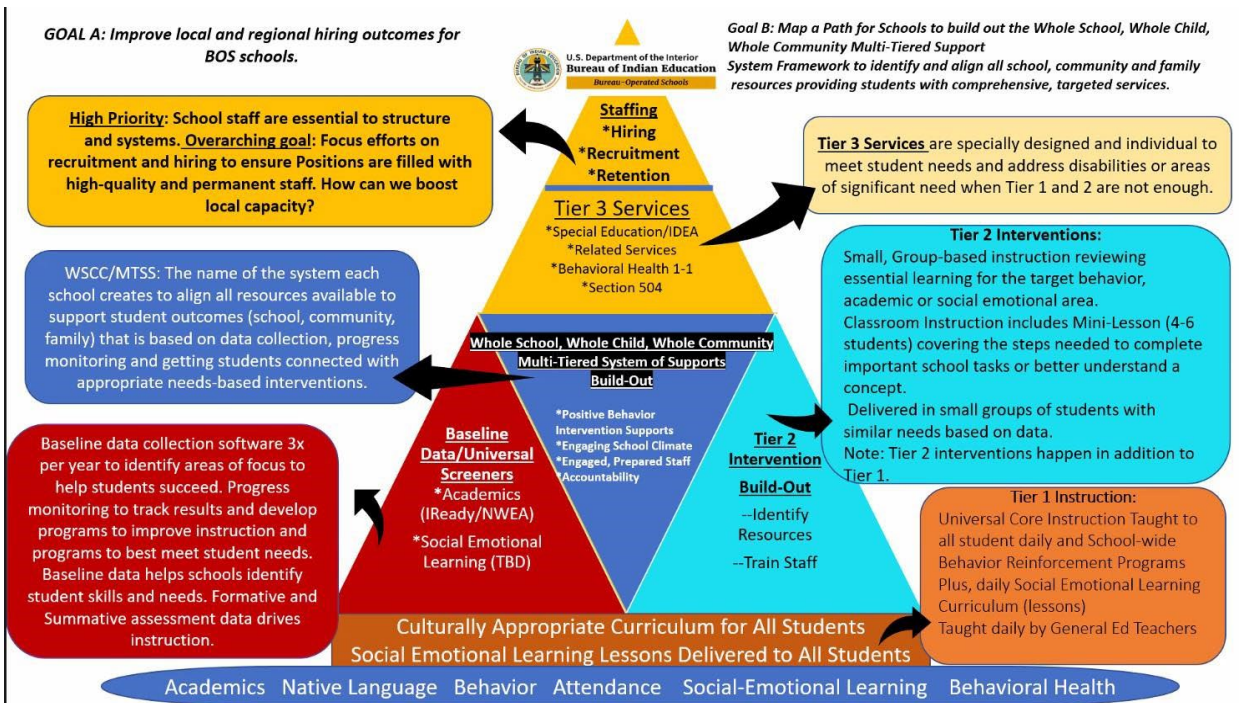 GOAL A: Improve local and regional hiring outcomes for
BOS schools.
U.S. Department of the Interior
Bureau of Indian Education
Bureau-Operated Schools
Goal B: Map a Path for Schools to build out the Whole School, Whole Child,
Whole Community Multi-Tiered Support
System Framework to identify and align all school, community and family
resources providing students with comprehensive, targeted services.
High Priority: School staff are essential to structure
and systems. Overarching goal: Focus efforts on
recruitment and hiring to ensure Positions are filled with
high-quality and permanent staff. How can we boost
local capacity?
Staffing
*Hiring
*Recruitment
*Retention
Tier 3 Services
*Special Education/IDEA
*Related Services
*Behavioral Health 1-1
*Section 504
Tier 3 Services are specially designed and individual to
meet student needs and address disabilities or areas
of significant need when Tier 1 and 2 are not enough.
WSCC/MTSS: The name of the system each
school creates to align all resources available to
support student outcomes (school, community,
family) that is based on data collection, progress
monitoring and getting students connected with
appropriate needs-based interventions.
Whole School, Whole Child, Whole Community
Multi-Tiered System of Supports
Build-Out
*Positive Behavior
Intervention Supports
*Engaging School Climate
*Engaged, Prepared Staff
*Accountability
Tier 2 Interventions:
Small, Group-based instruction reviewing
essential learning for the target behavior,
academic or social emotional area.
Classroom Instruction includes Mini-Lesson (4-6
students) covering the steps needed to complete
important school tasks or better understand a
concept.
Delivered in small groups of students with
similar needs based on data.
Note: Tier 2 interventions happen in addition to
Tier 1.
Baseline data collection software 3x
per year to identify areas of focus to
help students succeed. Progress
monitoring to track results and develop
programs to improve instruction and
programs to best meet student needs.
Baseline data helps schools identify
student skills and needs. Formative and
Summative assessment data drives
instruction.
Baseline
Data/Universal
Screeners
*Academics
(IReady/NWEA)
*Social Emotional
Learning (TBD)
Tier 2
Intervention
Build-Out
--Identify
Resources
--Train Staff
Tier 1 Instruction:
Universal Core Instruction Taught to
all student daily and School-wide
Behavior Reinforcement Programs
Plus, daily Social Emotional Learning
Curriculum (lessons)
Taught daily by General Ed Teachers
Culturally Appropriate Curriculum for All Students
Social Emotional Learning Lessons Delivered to All Students
Academics Native Language Behavior Attendance Social-Emotional Learning Behavioral Health